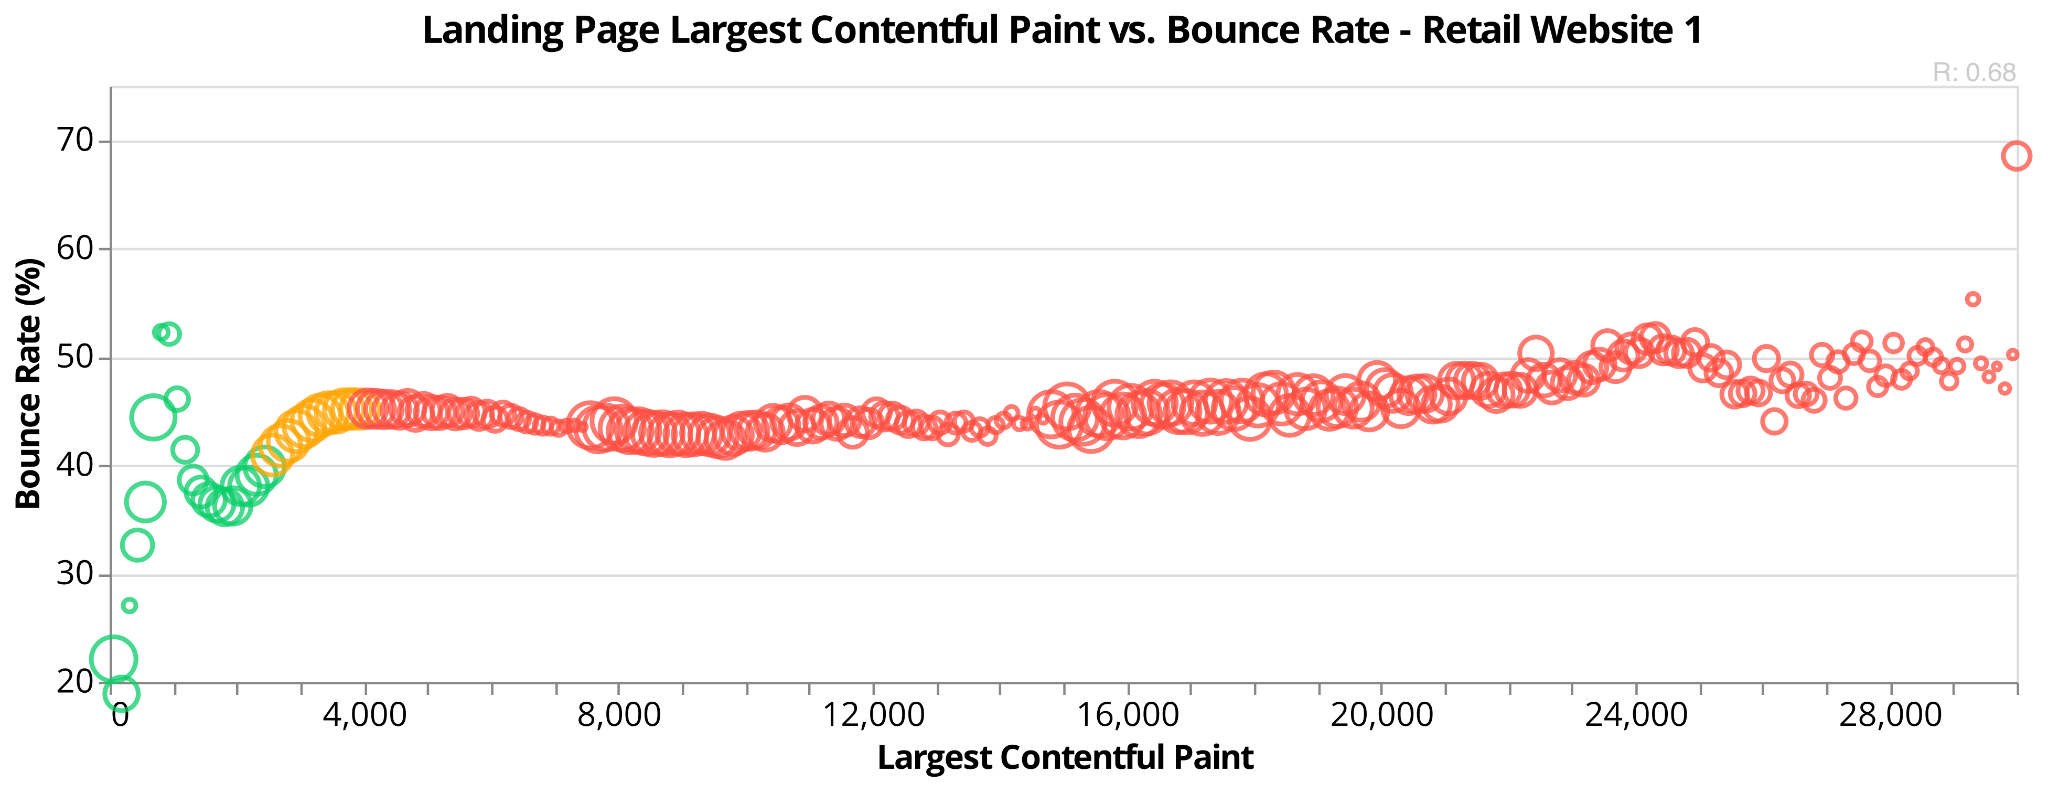 Landing Page Largest Contentful Paint vs. Bounce Rate - Retail Website 1
R: 0.68
Bounce Rate (%)
70
60
50
40
30
20
0 4,000 8,000 12,000 16,000 20,000 24,000 28,000
Largest Contentful Paint